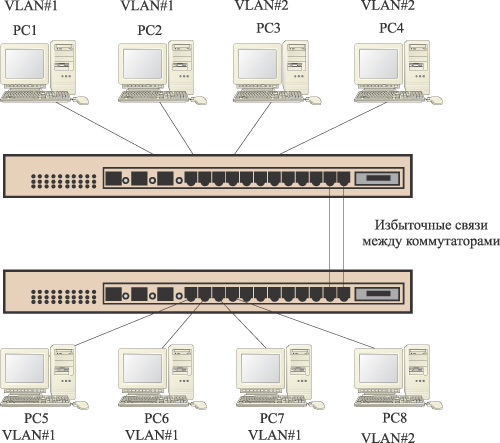 VLAN#1 VLAN#1 VLAN#2 VLAN#2
PC1 PC2 PC3 PC4
Избыточные связи
между коммутаторами
PC5 PC6 PC7 PC8
VLAN#1 VLAN#1 VLAN#1 VLAN#2